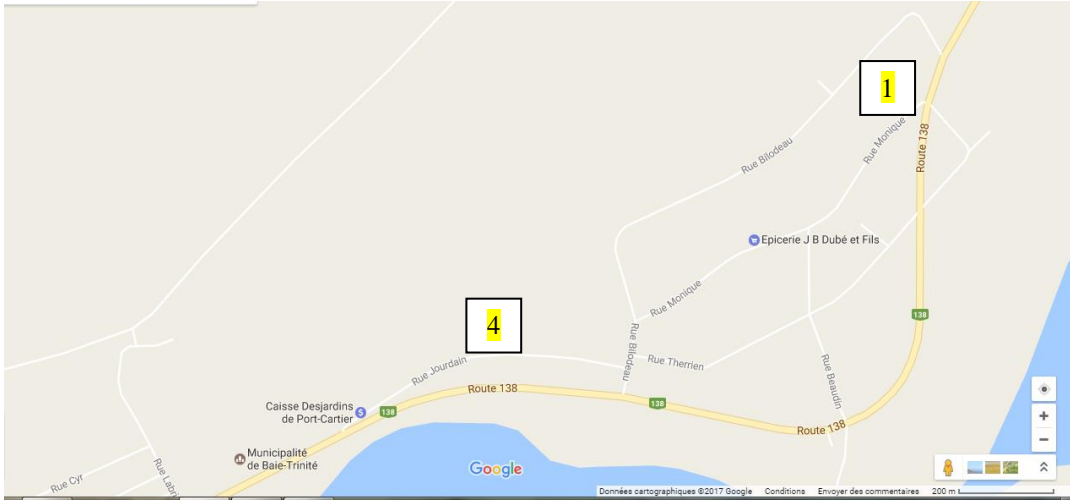 1
Rue Monique
Route 138
Rue Bilodeau
Epicerie J B Dubé et Fils
Rue Monique
4
138
Rue Bilodeau
Rue Therrien
Rue Beaudin
Rue Jourdain
Route 138
138
138
Caisse Desjardins
de Port-Cartier
Route 138
Municipalité
de Baie-Trinité
Google
Rue Cyr
Rue Labri
Données cartographiques ©2017 Google Conditions Envoyer des commentaires 200 m